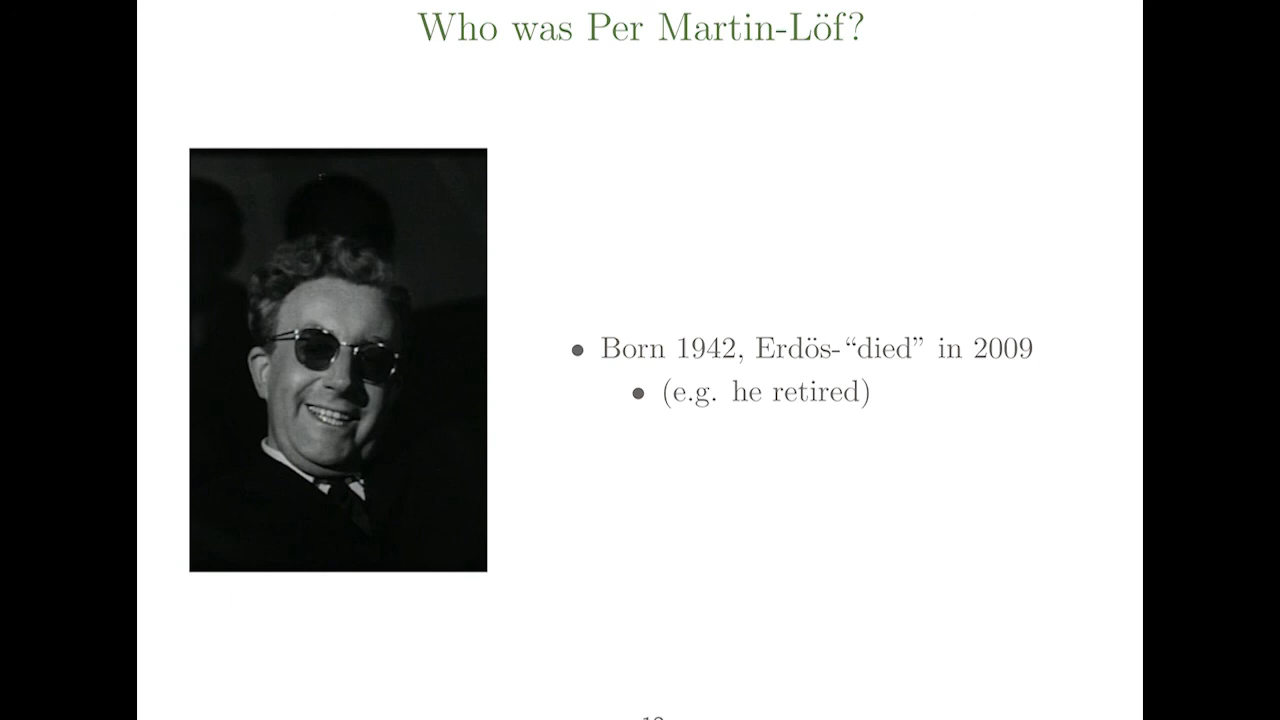 Who was Per Martin-Löf?
• Born 1942, Erdös-“died” in 2009
• (e.g. he retired)